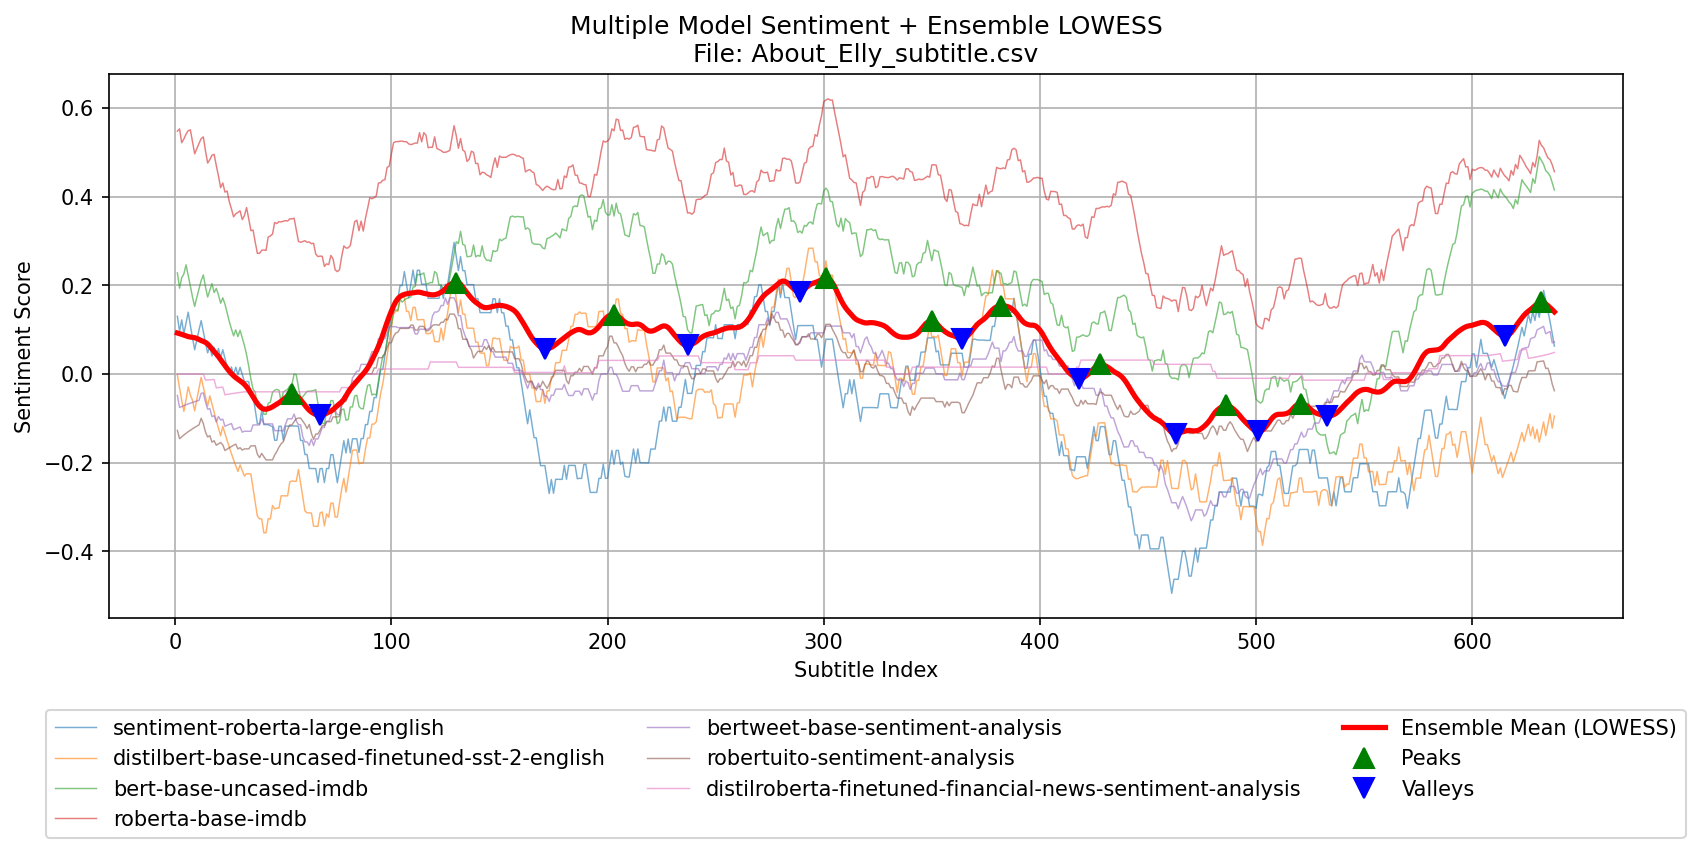 Multiple Model Sentiment + Ensemble LOWESS
File: About_Elly_subtitle.csv
Sentiment Score
0.6
0.4
0.2
0.0
−0.2
−0.4
0 100 200 300 400 500 600
Subtitle Index
sentiment-roberta-large-english
distilbert-base-uncased-finetuned-sst-2-english
bert-base-uncased-imdb
roberta-base-imdb
bertweet-base-sentiment-analysis
robertuito-sentiment-analysis
distilroberta-finetuned-financial-news-sentiment-analysis
Ensemble Mean (LOWESS)
Peaks
Valleys